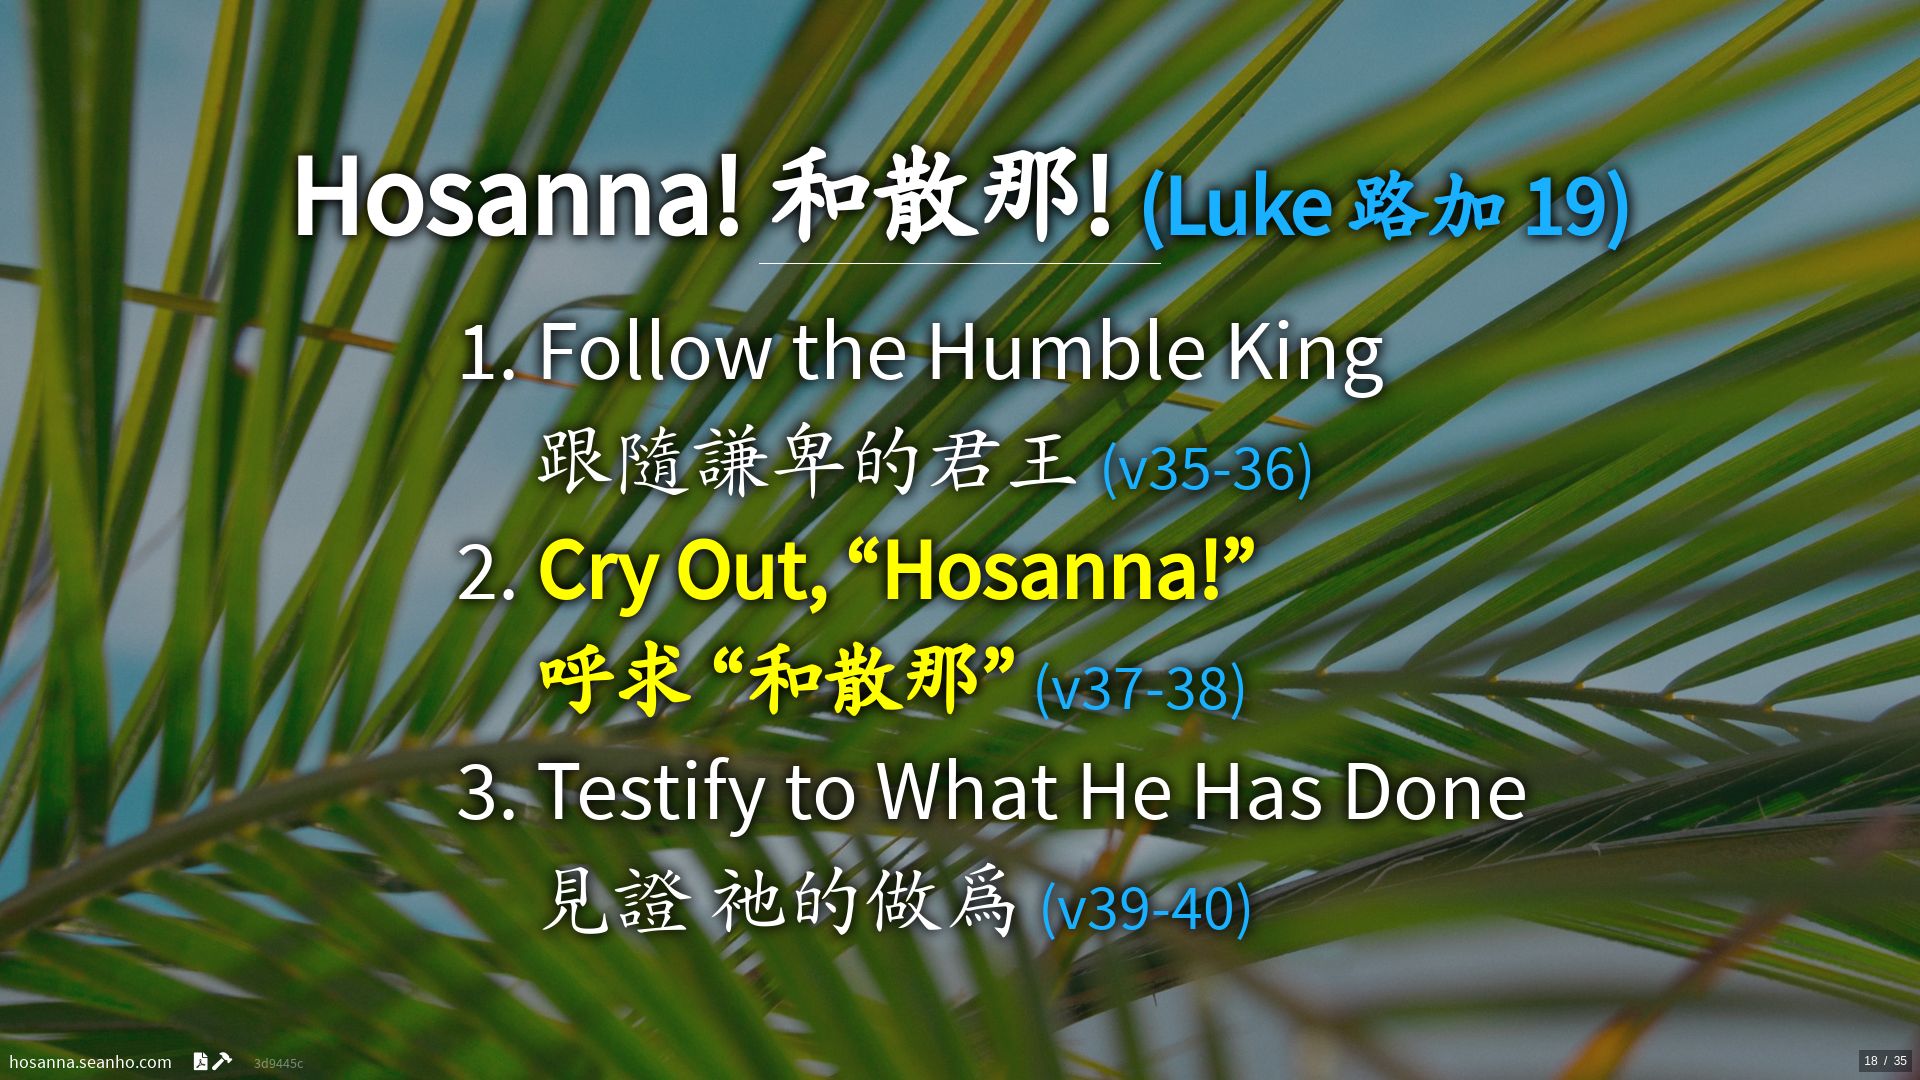 Hosanna! 和散那! (Luke 路加 19)
1. Follow the Humble King
跟隨謙卑的君王 (v35-36)
2. Cry Out, “Hosanna!”
呼求 “和散那” (v37-38)
3. Testify to What He Has Done
見證 祂的做爲 (v39-40)
hosanna.seanho.com 3d9445c
18 / 35